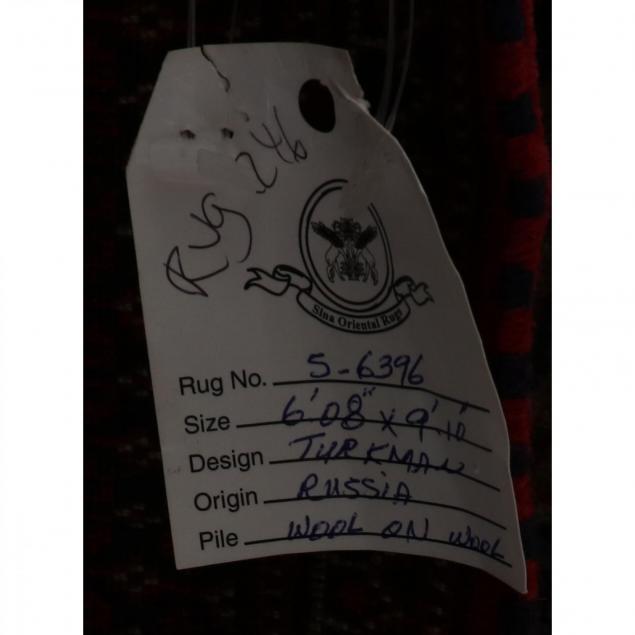 Rug 246
Sina Oriental Rugs
Rug No. S-6396
Size 6'08" x 9'10'
Design TURKMAN
Origin RUSSIA
Pile WOOL ON WOOL